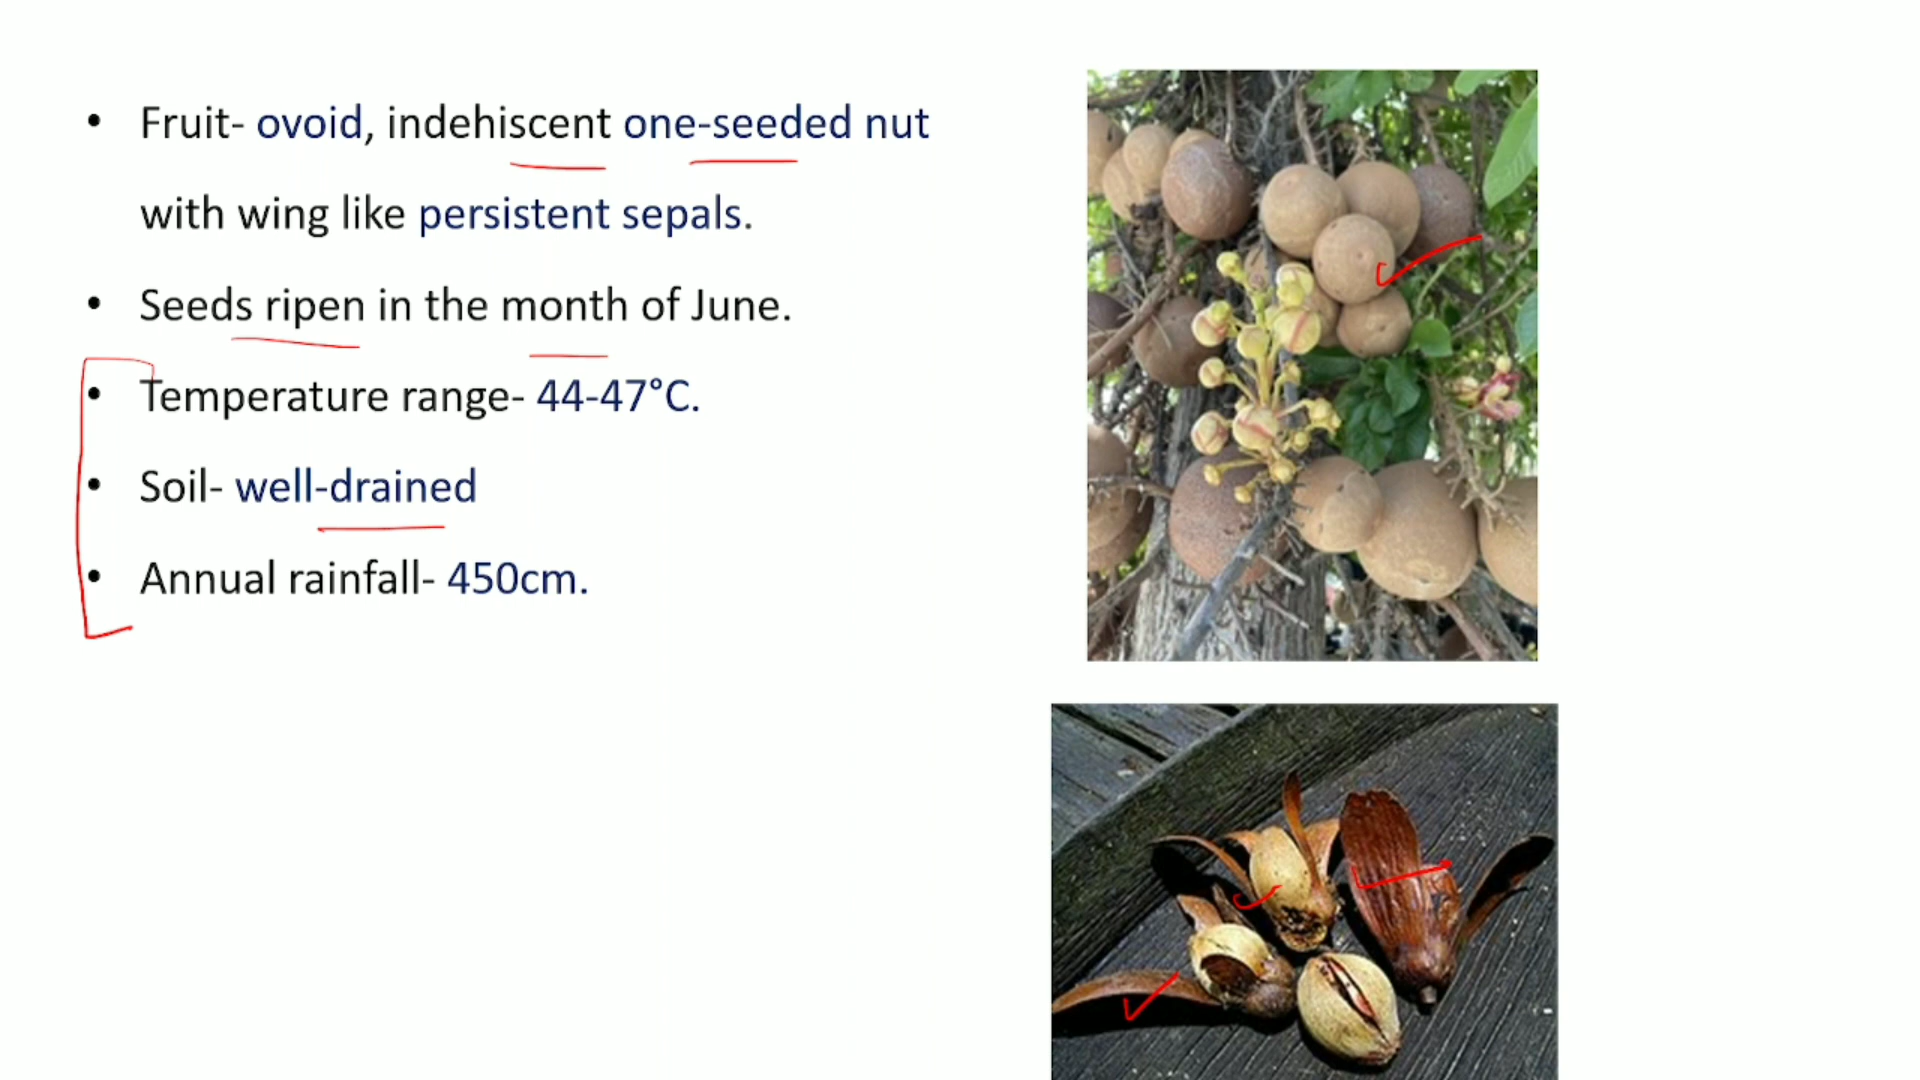 • Fruit- ovoid, indehiscent one-seeded nut
with wing like persistent sepals.
• Seeds ripen in the month of June.
• Temperature range- 44-47°C.
• Soil- well-drained
• Annual rainfall- 450cm.